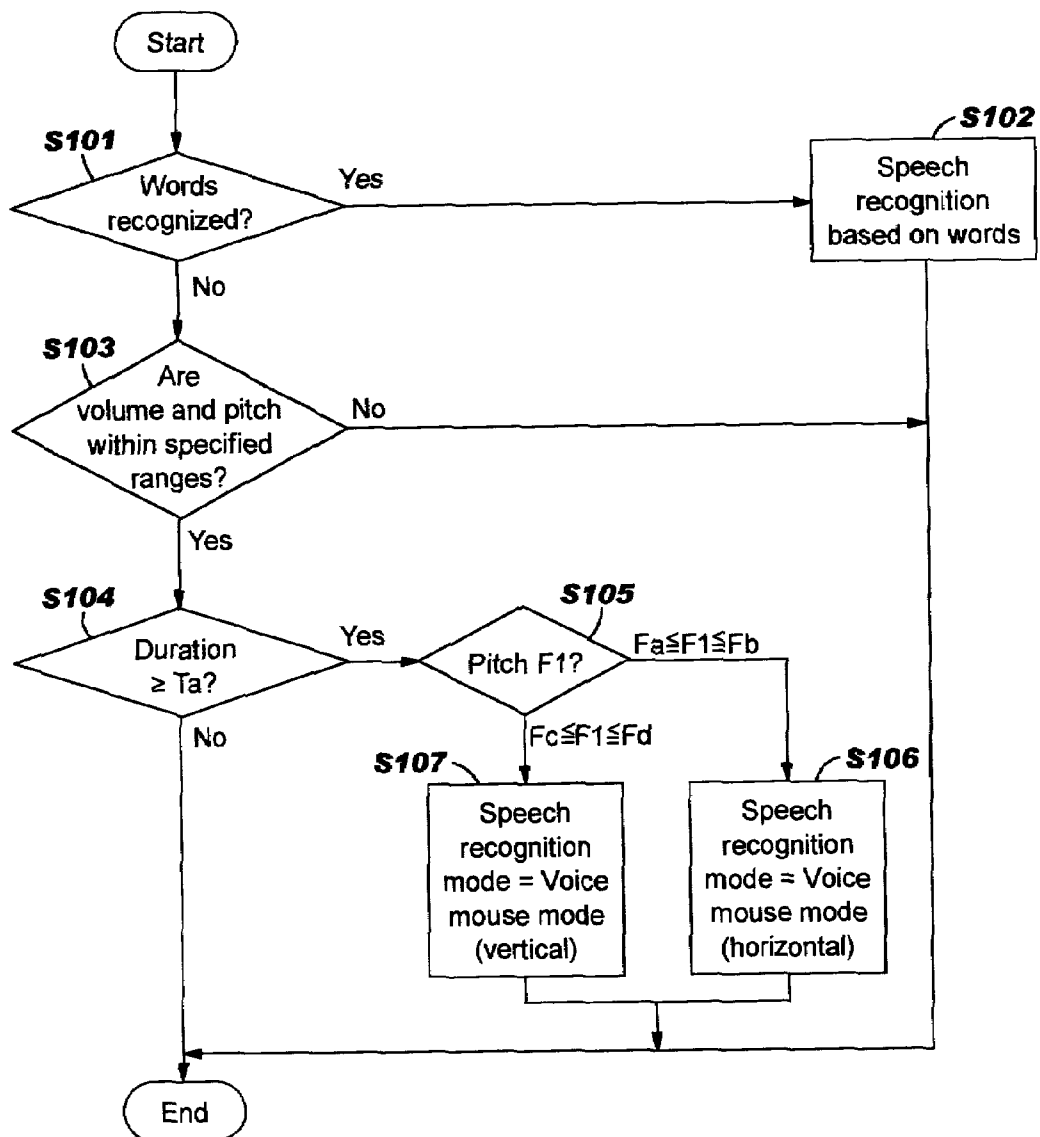 Start
S101
Words
recognized?
Yes
S102
Speech
recognition
based on words
No
S103
Are
volume and pitch
within specified
ranges?
No
Yes
S104
Duration
≥ Ta?
Yes
S105
Pitch F1?
Fa≦F1≦Fb
No
Fc≦F1≦Fd
S107
Speech
recognition
mode = Voice
mouse mode
(vertical)
S106
Speech
recognition
mode = Voice
mouse mode
(horizontal)
End